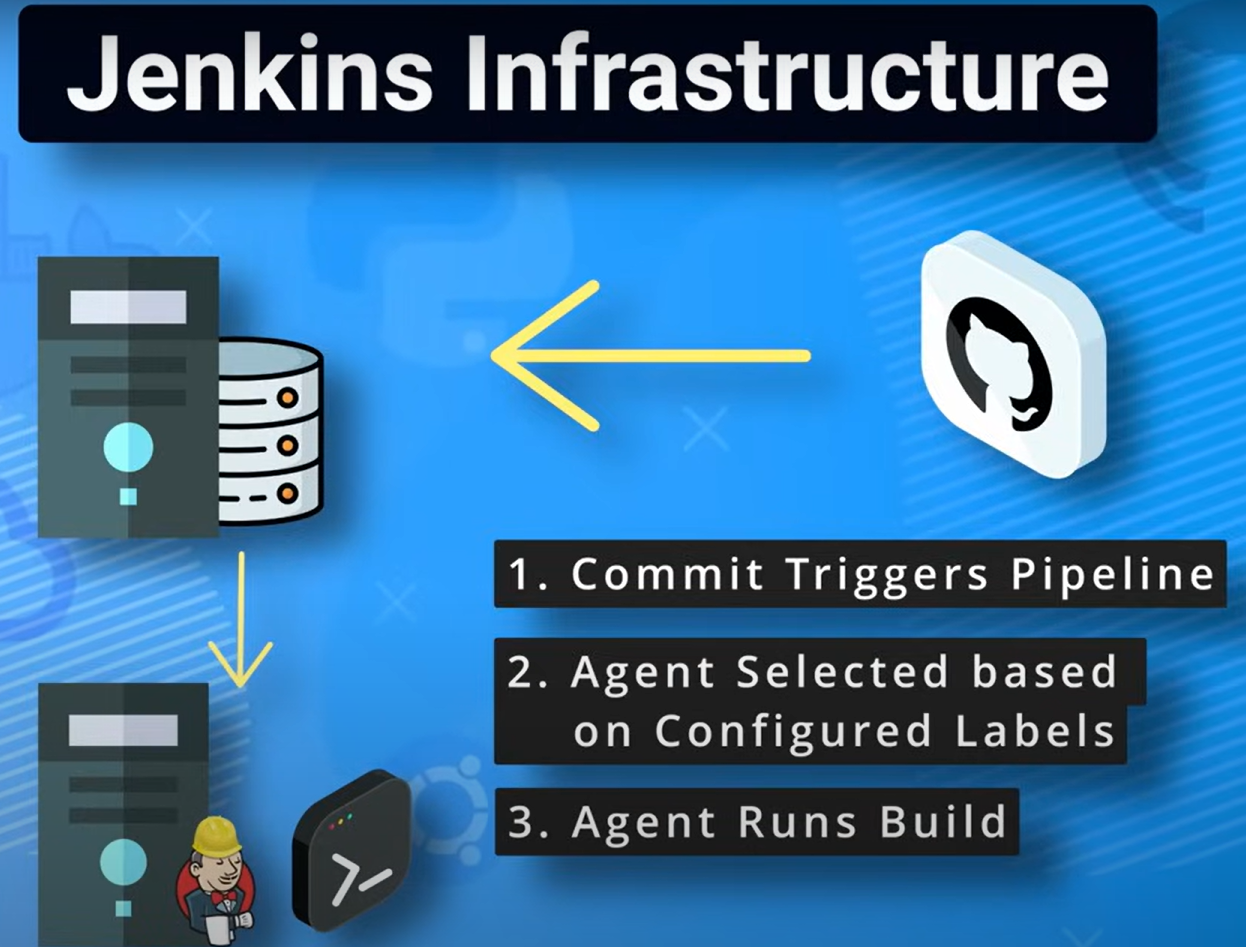 Jenkins Infrastructure
1. Commit Triggers Pipeline
2. Agent Selected based
on Configured Labels
3. Agent Runs Build